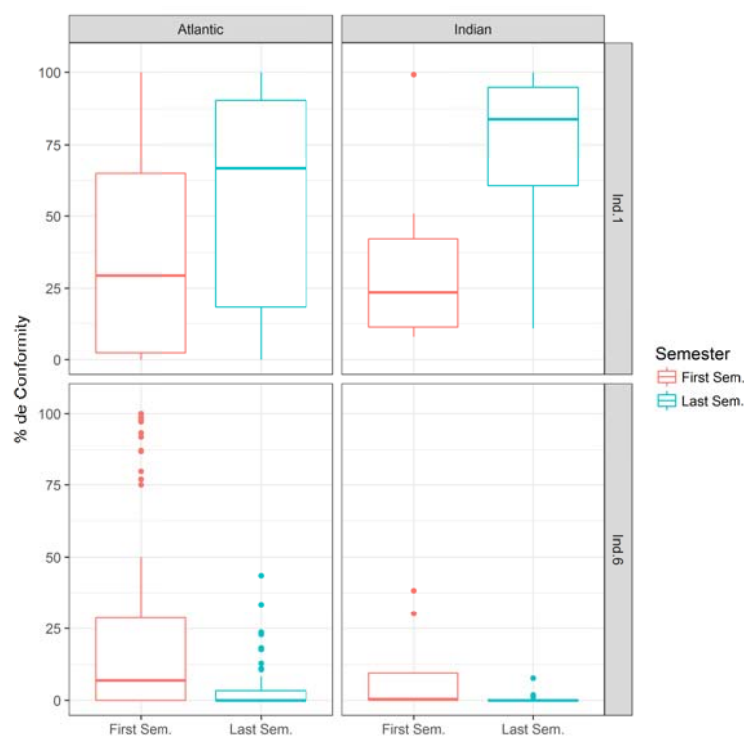 Atlantic
Indian
100
75
50
25
0
Ind.1
% de Conformity
Semester
First Sem.
Last Sem.
100
75
50
25
0
Ind.6
First Sem.
Last Sem.
First Sem.
Last Sem.